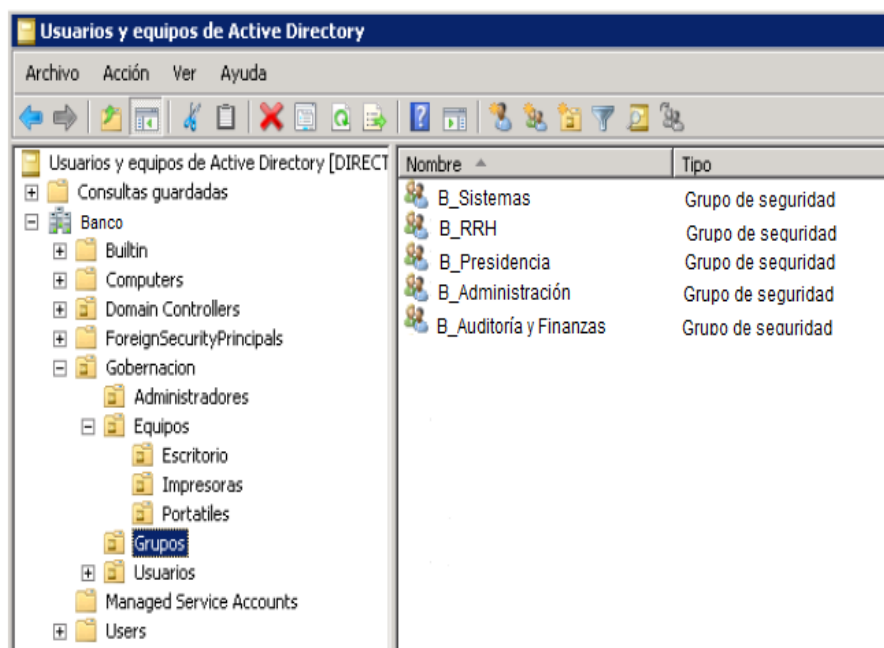 Usuarios y equipos de Active Directory
Archivo Acción Ver Ayuda
Usuarios y equipos de Active Directory [DIRECT
Consultas guardadas
Banco
Builtin
Computers
Domain Controllers
ForeignSecurityPrincipals
Gobernacion
Administradores
Equipos
Escritorio
Impresoras
Portatiles
Grupos
Usuarios
Managed Service Accounts
Users
Nombre Tipo
B_Sistemas Grupo de seguridad
B_RRH Grupo de seguridad
B_Presidencia Grupo de seguridad
B_Administración Grupo de seguridad
B_Auditoría y Finanzas Grupo de seguridad